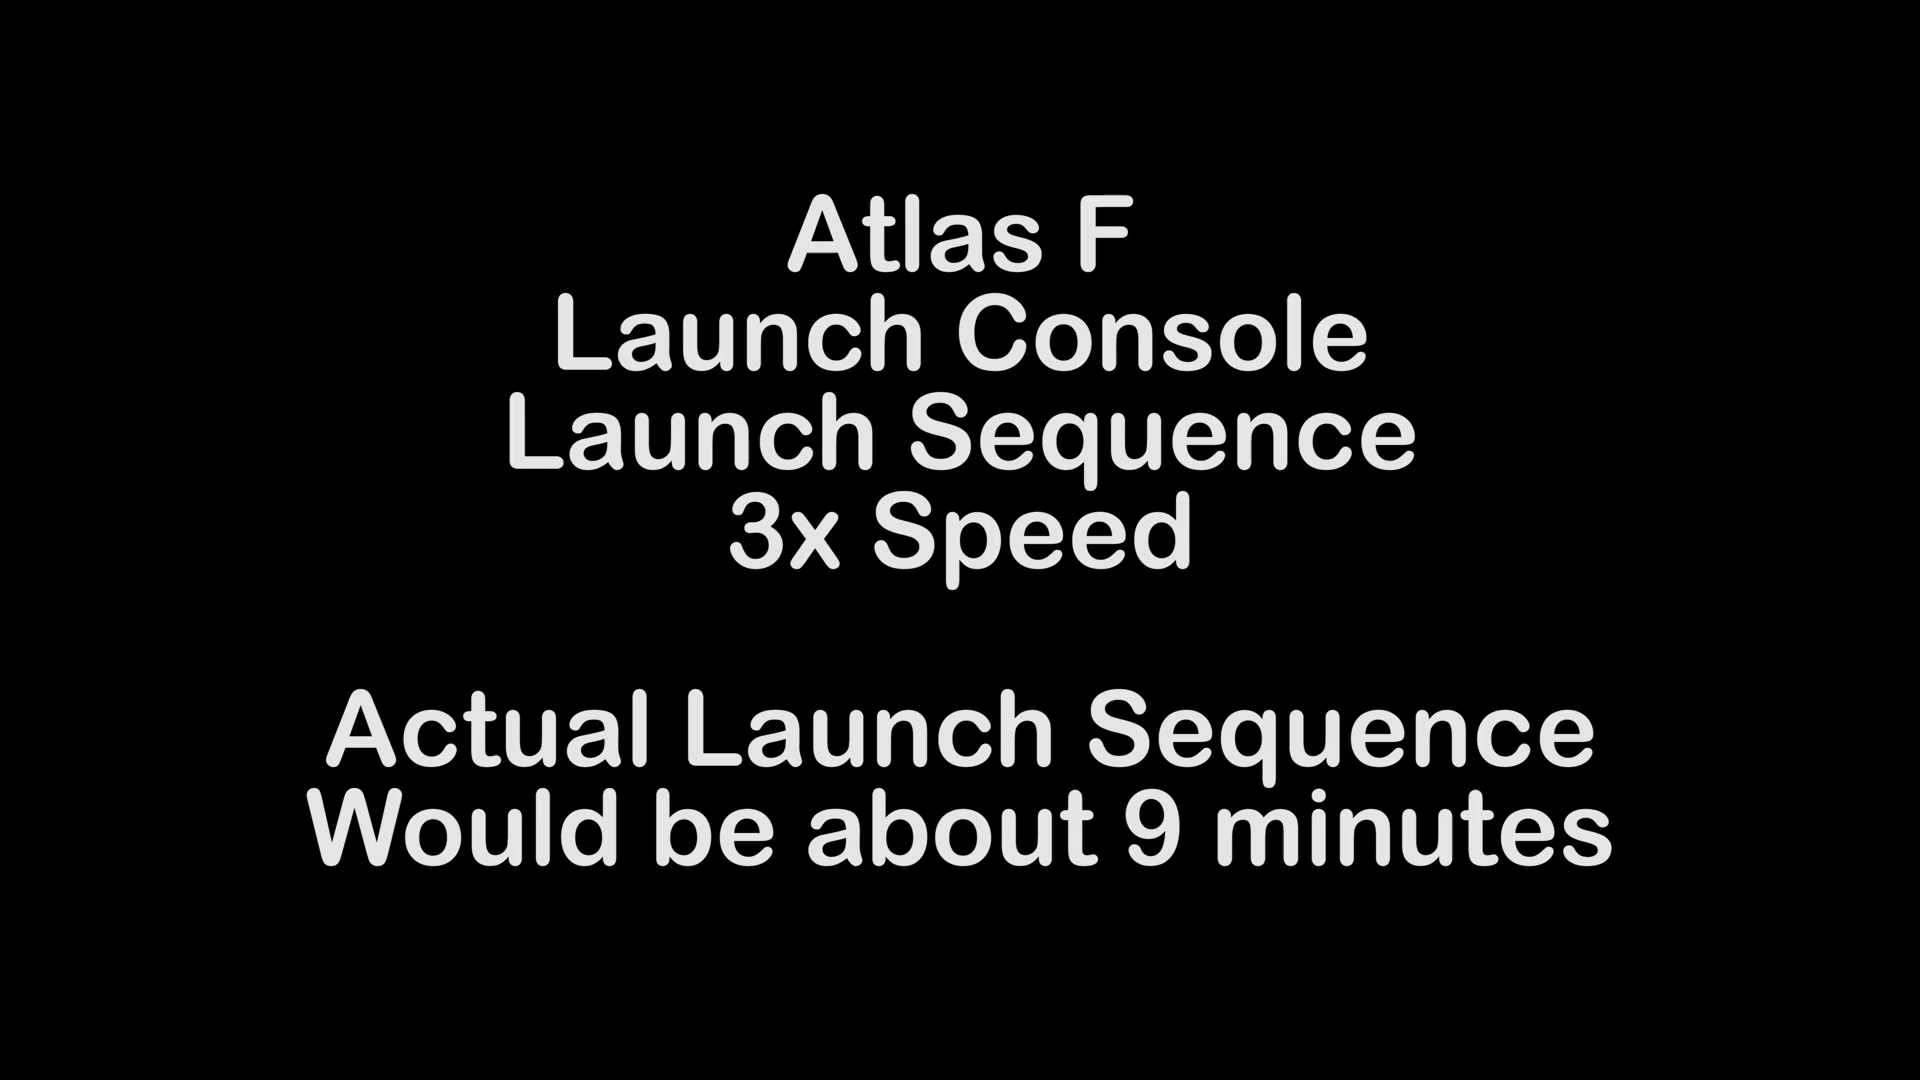 Atlas F
Launch Console
Launch Sequence
3x Speed
Actual Launch Sequence
Would be about 9 minutes